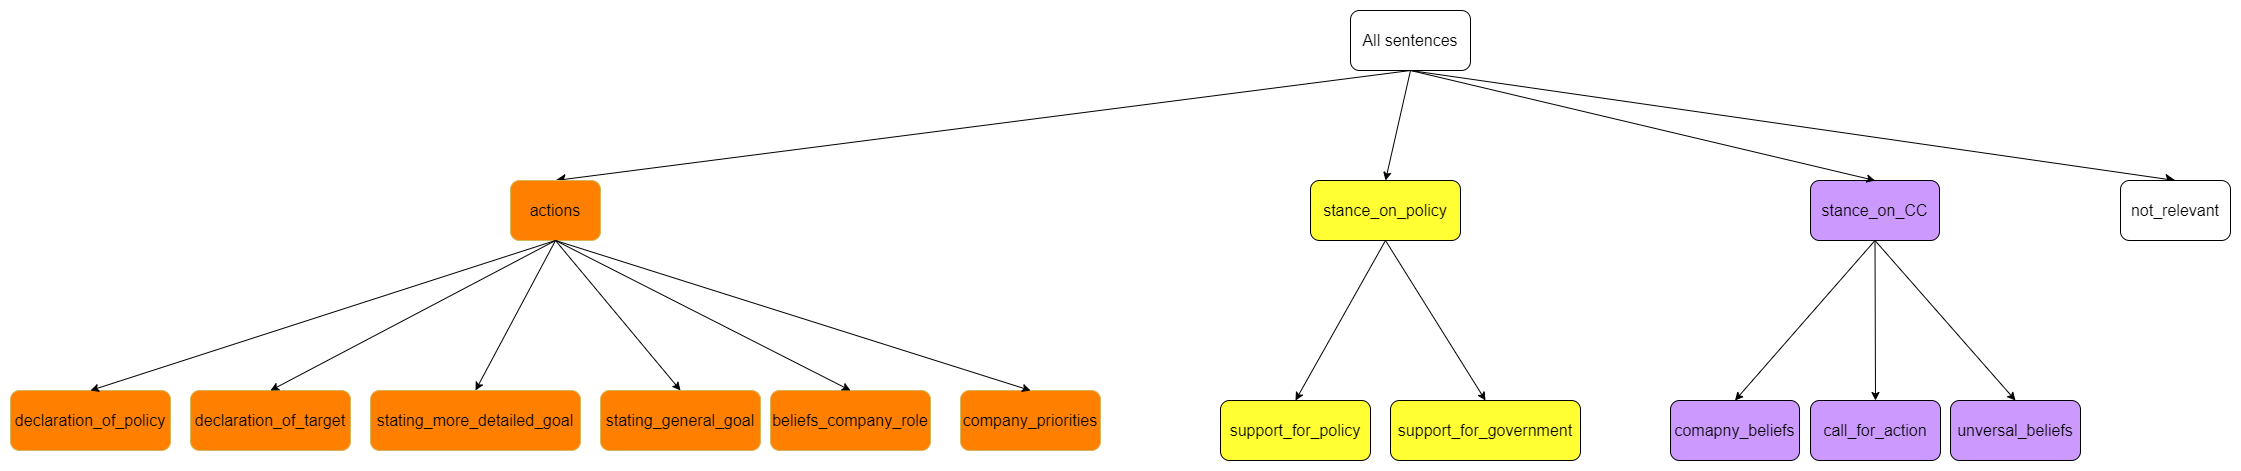 All sentences
actions
stance_on_policy
stance_on_CC
not_relevant
declaration_of_policy
declaration_of_target
stating_more_detailed_goal
stating_general_goal
beliefs_company_role
company_priorities
support_for_policy
support_for_government
comapny_beliefs
call_for_action
unversal_beliefs